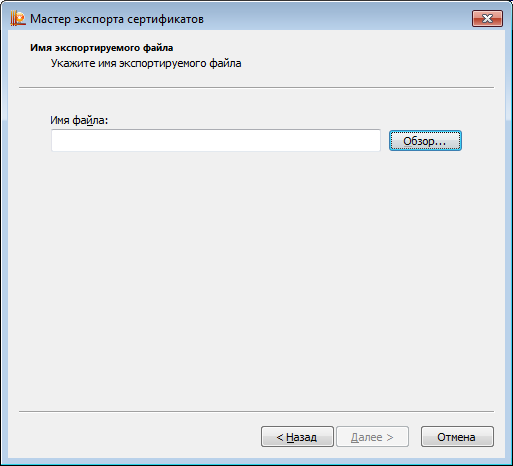 Мастер экспорта сертификатов
Имя экспортируемого файла
Укажите имя экспортируемого файла
Имя файла:
Обзор...
< Назад
Далее >
Отмена